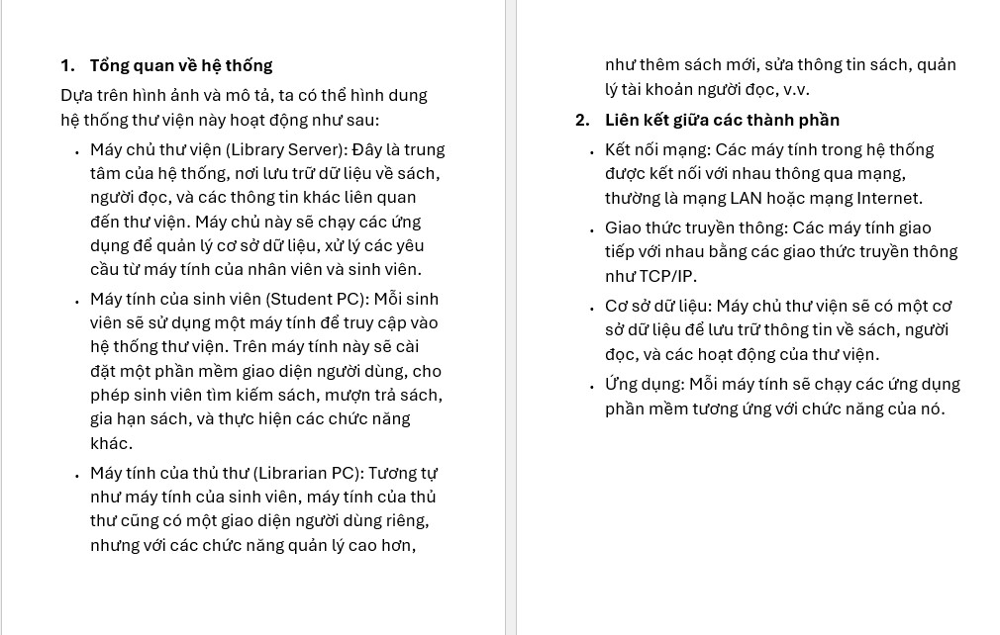 1. Tổng quan về hệ thống
Dựa trên hình ảnh và mô tả, ta có thể hình dung
hệ thống thư viện này hoạt động như sau:
• Máy chủ thư viện (Library Server): Đây là trung
tâm của hệ thống, nơi lưu trữ dữ liệu về sách,
người đọc, và các thông tin khác liên quan
đến thư viện. Máy chủ này sẽ chạy các ứng
dụng để quản lý cơ sở dữ liệu, xử lý các yêu
cầu từ máy tính của nhân viên và sinh viên.
• Máy tính của sinh viên (Student PC): Mỗi sinh
viên sẽ sử dụng một máy tính để truy cập vào
hệ thống thư viện. Trên máy tính này sẽ cài
đặt một phần mềm giao diện người dùng, cho
phép sinh viên tìm kiếm sách, mượn trả sách,
gia hạn sách, và thực hiện các chức năng
khác.
• Máy tính của thủ thư (Librarian PC): Tương tự
như máy tính của sinh viên, máy tính của thủ
thư cũng có một giao diện người dùng riêng,
nhưng với các chức năng quản lý cao hơn,
như thêm sách mới, sửa thông tin sách, quản
lý tài khoản người đọc, v.v.
2. Liên kết giữa các thành phần
• Kết nối mạng: Các máy tính trong hệ thống
được kết nối với nhau thông qua mạng,
thường là mạng LAN hoặc mạng Internet.
• Giao thức truyền thông: Các máy tính giao
tiếp với nhau bằng các giao thức truyền thông
như TCP/IP.
• Cơ sở dữ liệu: Máy chủ thư viện sẽ có một cơ
sở dữ liệu để lưu trữ thông tin về sách, người
đọc, và các hoạt động của thư viện.
• Ứng dụng: Mỗi máy tính sẽ chạy các ứng dụng
phần mềm tương ứng với chức năng của nó.